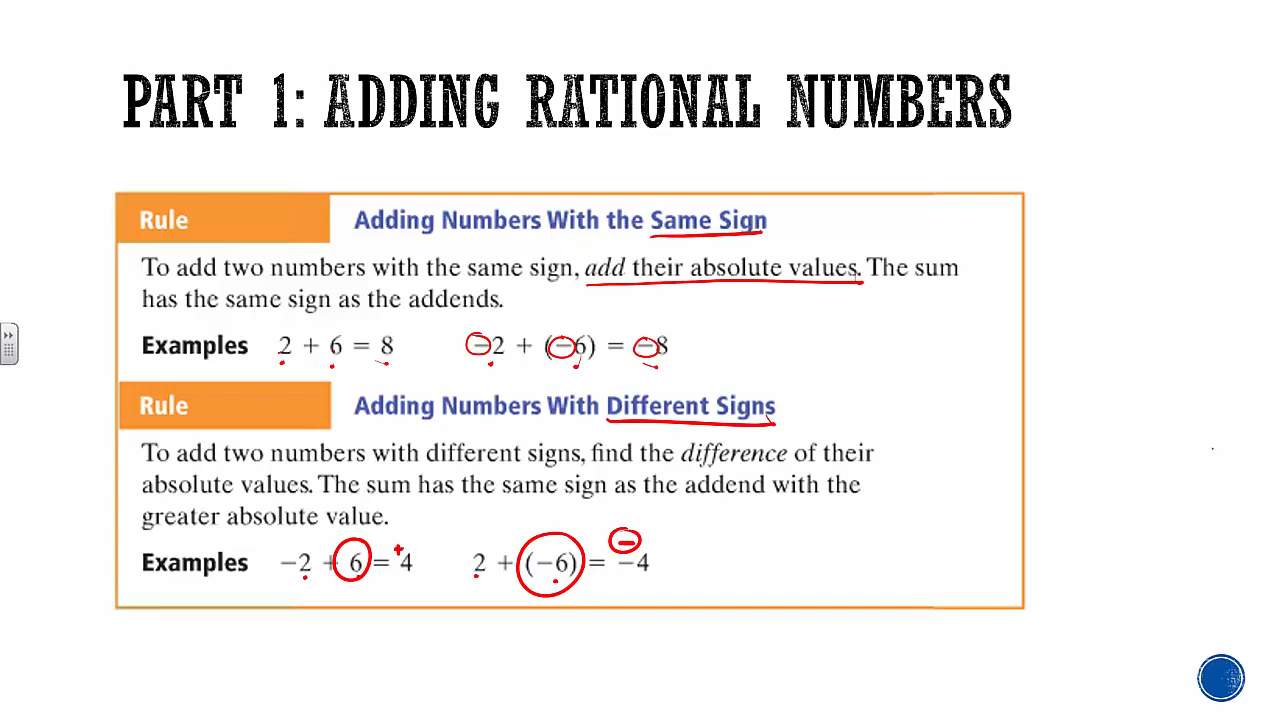 PART 1: ADDING RATIONAL NUMBERS
Rule Adding Numbers With the Same Sign
To add two numbers with the same sign, add their absolute values. The sum
has the same sign as the addends.
Examples 2 + 6 = 8 −2 + (−6) = −8
Rule Adding Numbers With Different Signs
To add two numbers with different signs, find the difference of their
absolute values. The sum has the same sign as the addend with the
greater absolute value.
Examples −2 + 6 = +4 2 + (−6) = −4